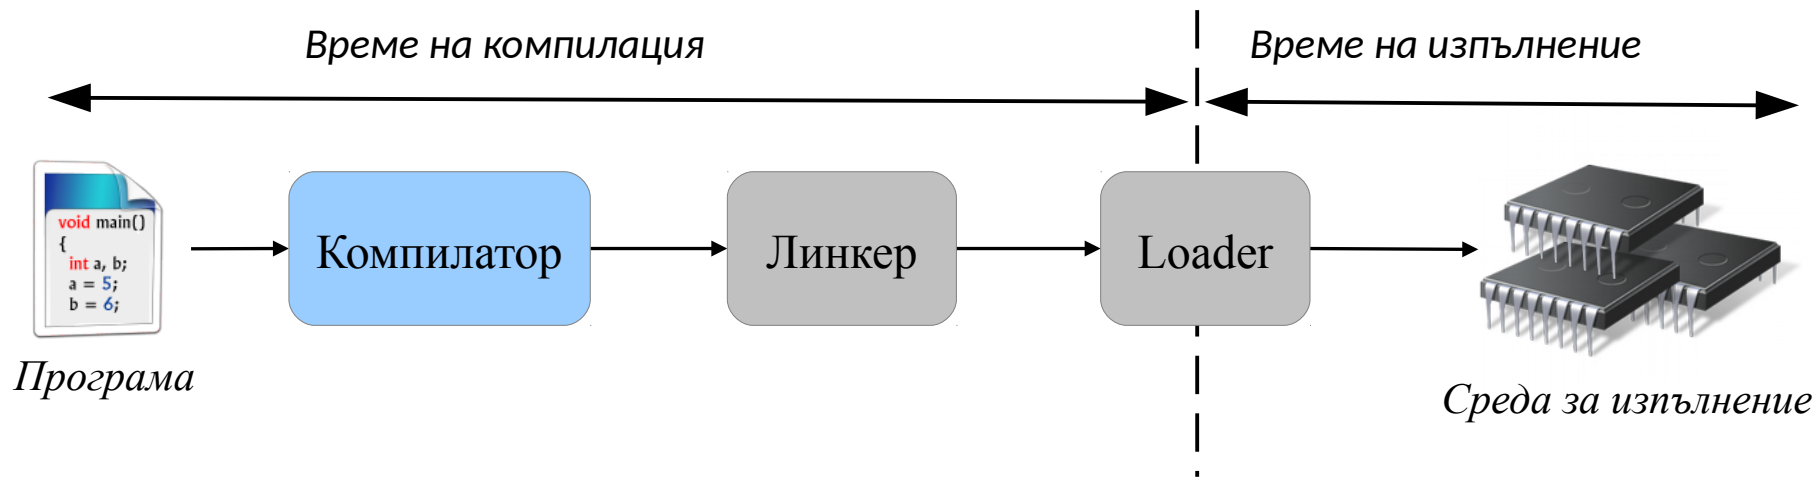 Време на компилация
Време на изпълнение
void main()
{
int a, b;
a = 5;
b = 6;
Компилатор
Линкер
Loader
Програма
Среда за изпълнение